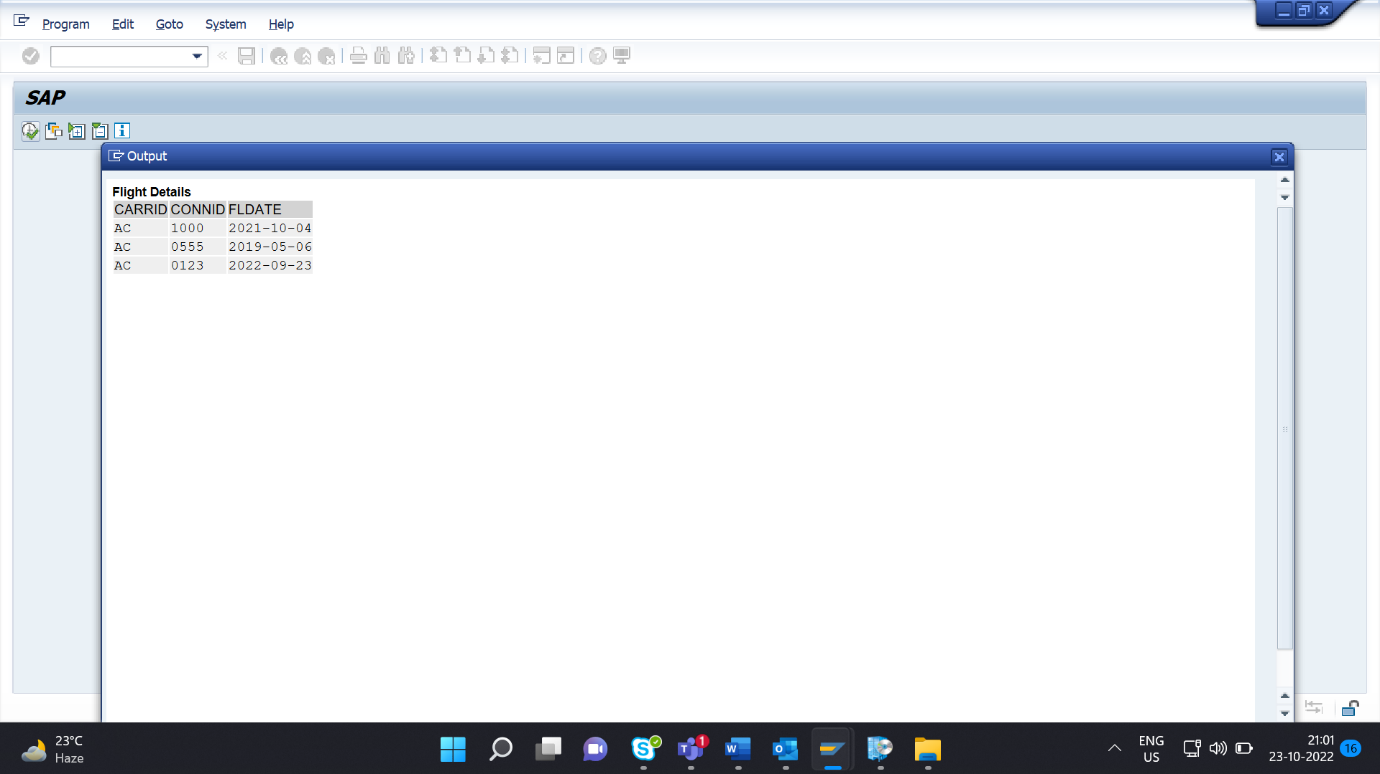 Program Edit Goto System Help
SAP
Output
Flight Details
CARRID CONNID FLDATE
AC 1000 2021-10-04
AC 0555 2019-05-06
AC 0123 2022-09-23
23°C
Haze
1
ENG
US
21:01
23-10-2022
16